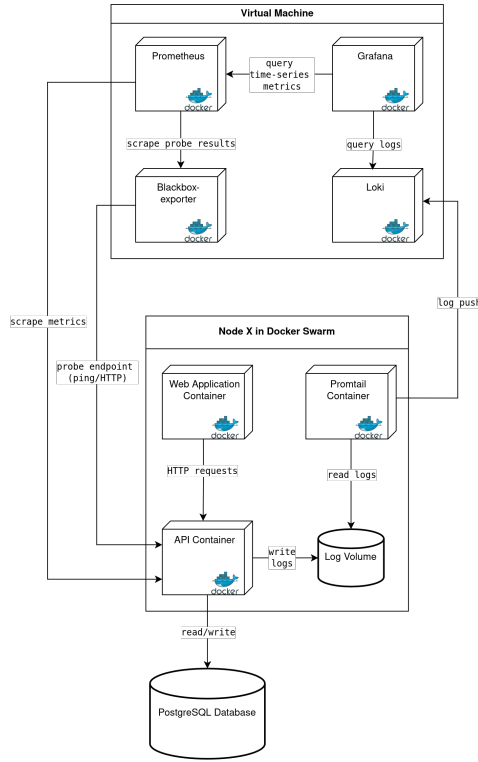 Virtual Machine
Prometheus
docker
query
time-series
metrics
Grafana
docker
scrape probe results
query logs
Blackbox-
exporter
docker
Loki
docker
scrape metrics
log push
probe endpoint
(ping/HTTP)
Node X in Docker Swarm
Web Application
Container
docker
Promtail
Container
docker
HTTP requests
read logs
API Container
docker
write
logs
Log Volume
read/write
PostgreSQL Database